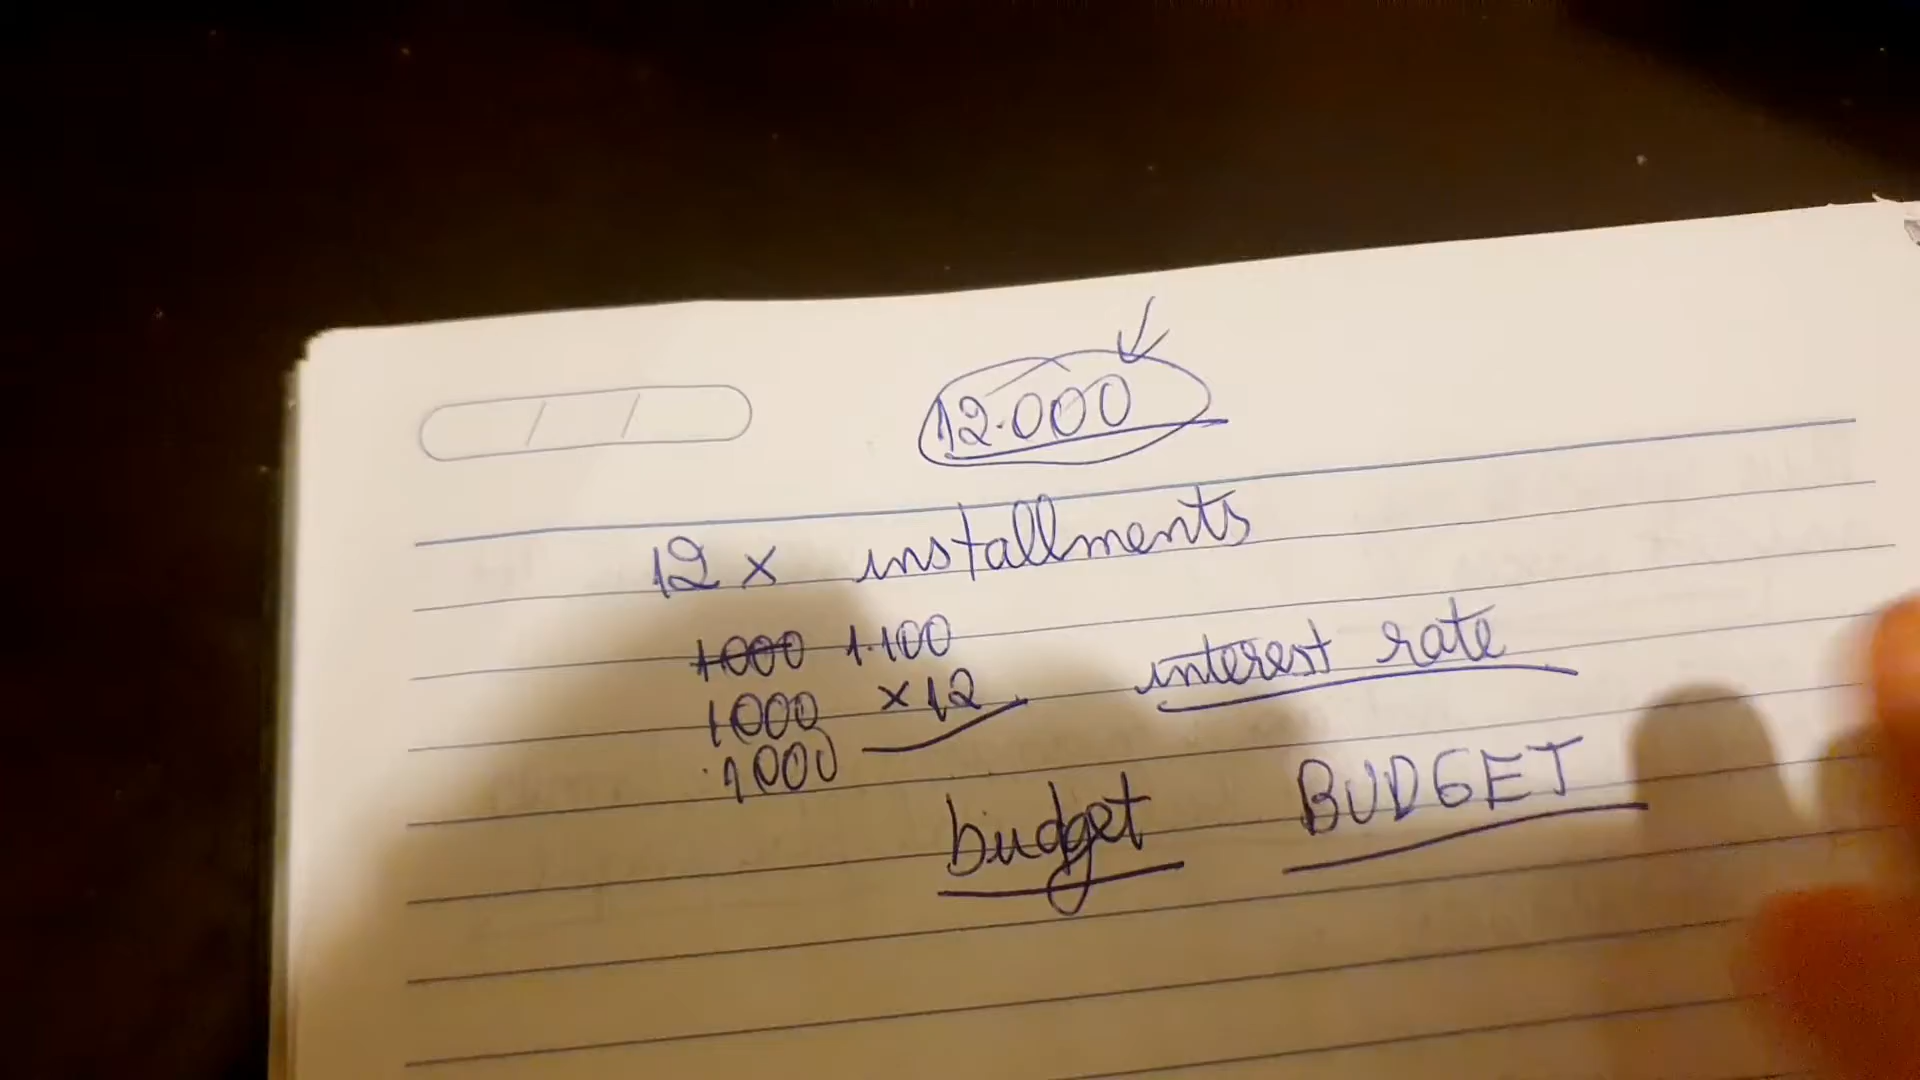 12.000
12 x installments
1000 1.100
1000 x12 interest rate
1000
budget BUDGET